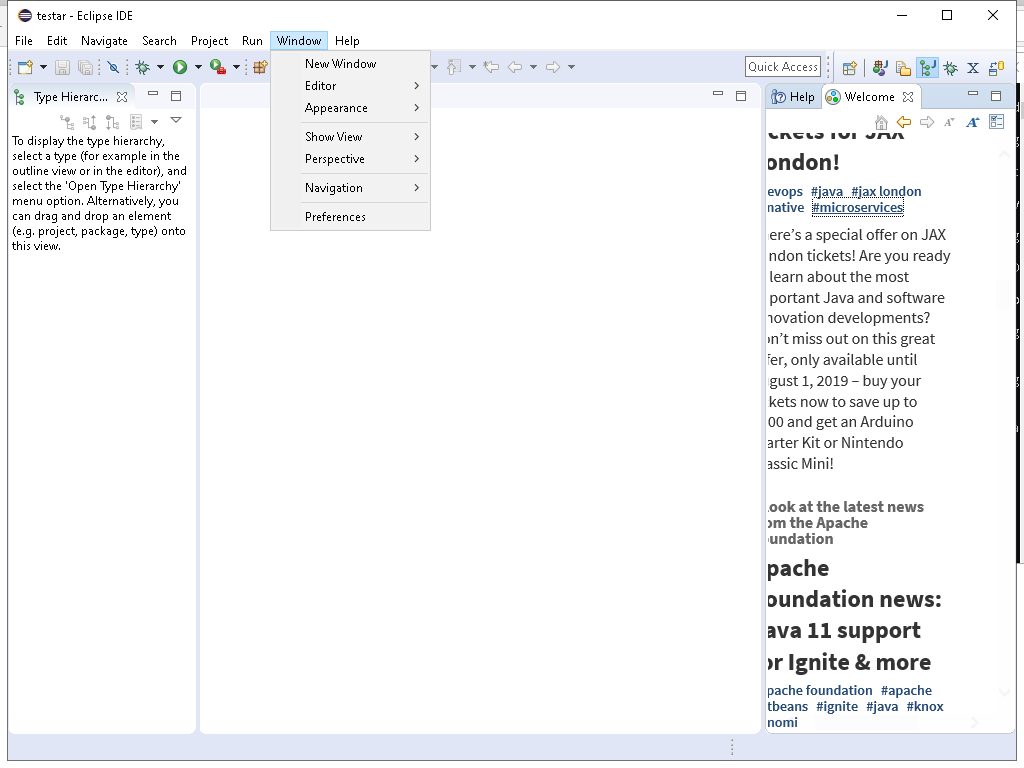 testar - Eclipse IDE
File Edit Navigate Search Project Run Window Help
Quick Access
New Window
Editor
Appearance
Show View
Perspective
Navigation
Preferences
Type Hierarc...
To display the type hierarchy,
select a type (for example in the
outline view or in the editor), and
select the 'Open Type Hierarchy'
menu option. Alternatively, you
can drag and drop an element
(e.g. project, package, type) onto
this view.
Help
Welcome
ckets for JAX
ondon!
evops #java #jax london
native #microservices
ere's a special offer on JAX
ndon tickets! Are you ready
learn about the most
portant Java and software
novation developments?
on't miss out on this great
fer, only available until
gust 1, 2019 – buy your
kets now to save up to
00 and get an Arduino
arter Kit or Nintendo
assic Mini!
ook at the latest news
om the Apache
undation
pache
oundation news:
ava 11 support
or Ignite & more
pache foundation #apache
tbeans #ignite #java #knox
nomi